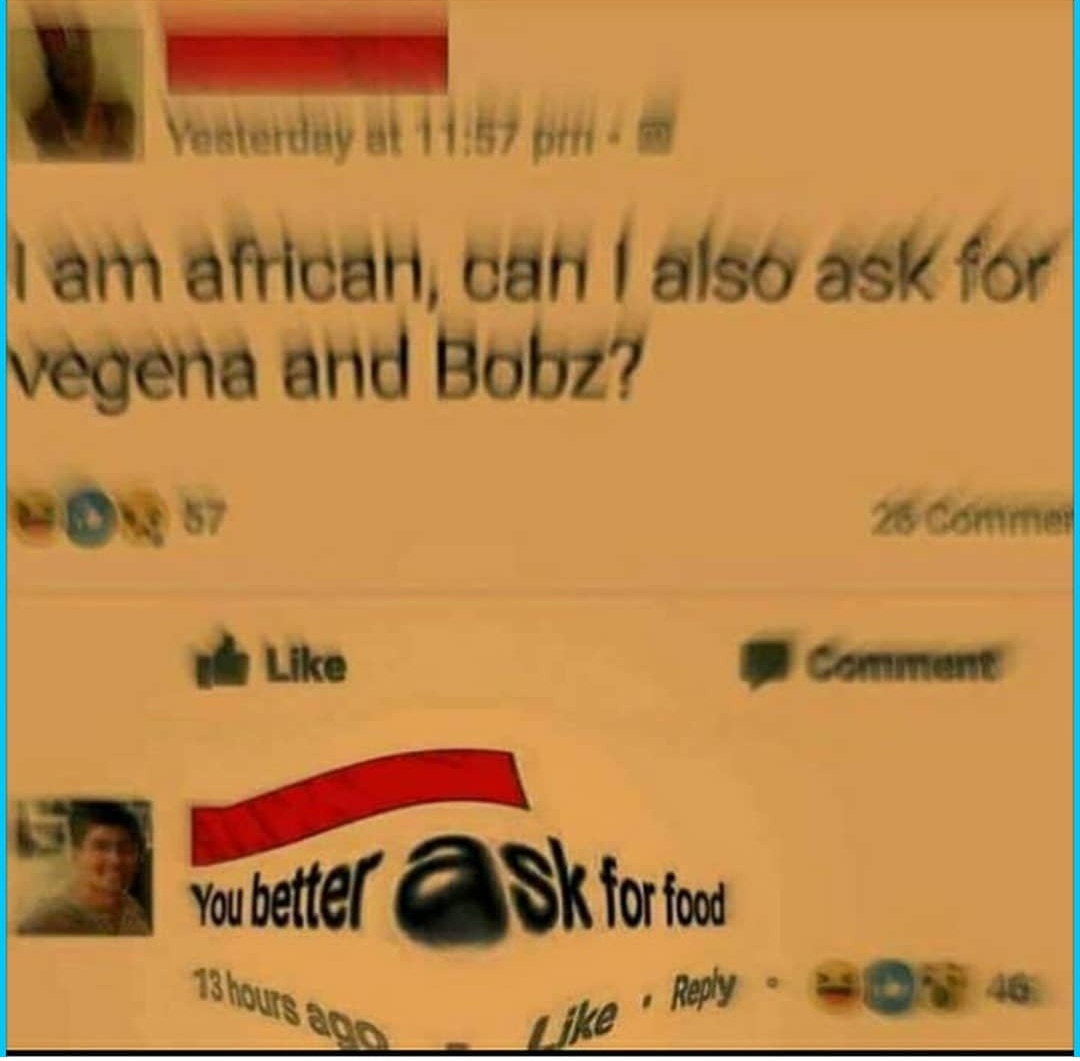 Yesterday at 11:57 pm
I am african, can I also ask for
vegena and Bobz?
57
26 Commen
Like
Comment
You better ask for food
13 hours ago
Like · Reply · 46